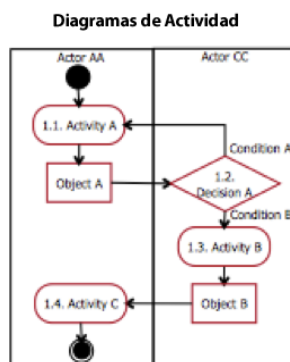 Diagramas de Actividad
Actor AA
Actor CC
1.1. Activity A
Condition A
Object A
1.2.
Decision A
Condition B
1.3. Activity B
1.4. Activity C
Object B